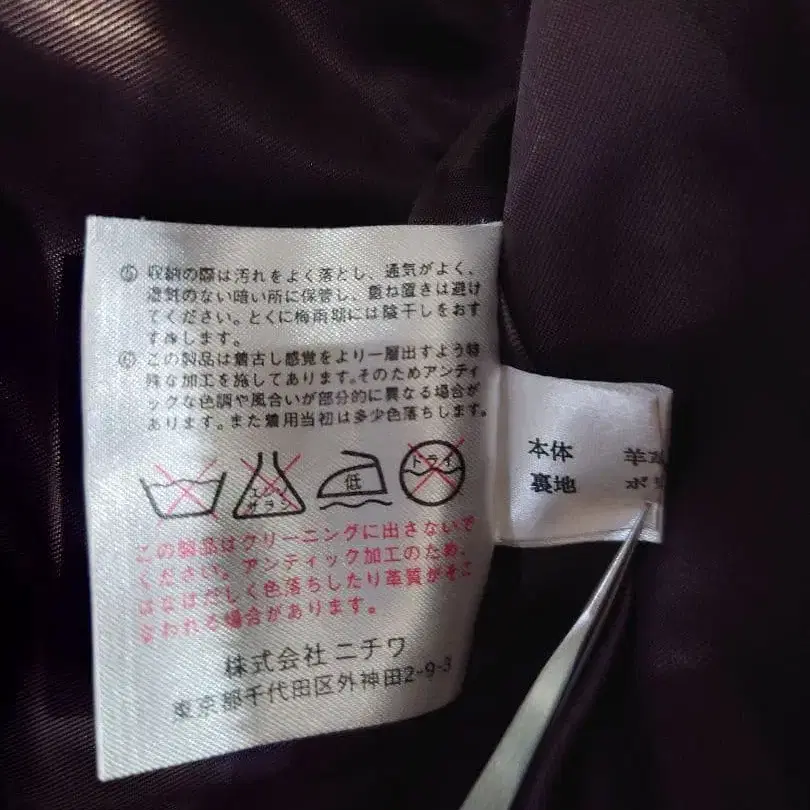 ⑤ 収納の際は汚れをよく落とし、通気がよく、
湿気のない暗い所に保管し、重ね置きは避け
てください。とくに梅雨期には陰干しをおす
すめします。
⑥ この製品は着古し感覚をより一層出すよう特
殊な加工を施してあります。そのためアンティ
ックな色調や風合いが部分的に異なる場合が
あります。また着用当初は多少色落ちします。
エンソ
サラシ
低
ドライ
この製品はクリーニングに出さないで
ください。アンティック加工のため、
はなはだしく色落ちしたり革質がそこ
なわれる場合があります。
株式会社 ニチワ
東京都千代田区外神田2-9-3
本体 羊
裏地 ポ